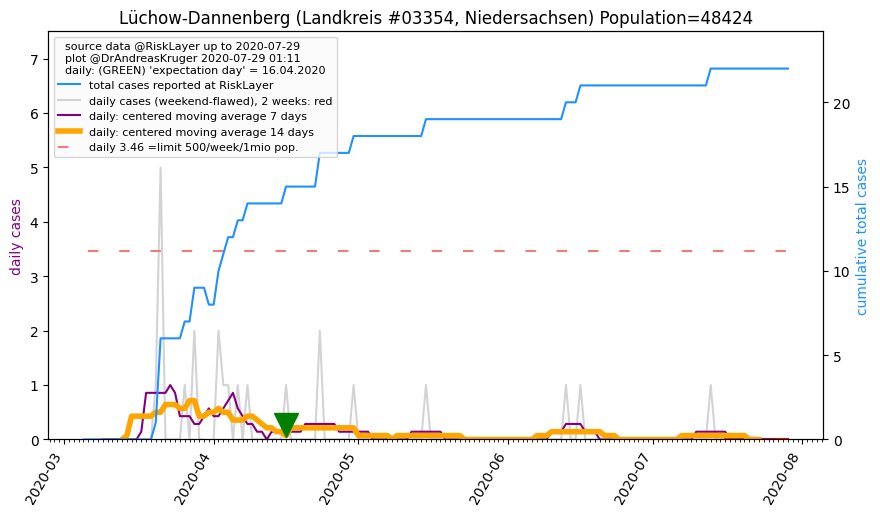 Lüchow-Dannenberg (Landkreis #03354, Niedersachsen) Population=48424
source data @RiskLayer up to 2020-07-29
plot @DrAndreasKruger 2020-07-29 01:11
daily: (GREEN) 'expectation day' = 16.04.2020
total cases reported at RiskLayer
daily cases (weekend-flawed), 2 weeks: red
daily: centered moving average 7 days
daily: centered moving average 14 days
daily 3.46 =limit 500/week/1mio pop.
daily cases
7
6
5
4
3
2
1
0
cumulative total cases
20
15
10
5
0
2020-03
2020-04
2020-05
2020-06
2020-07
2020-08